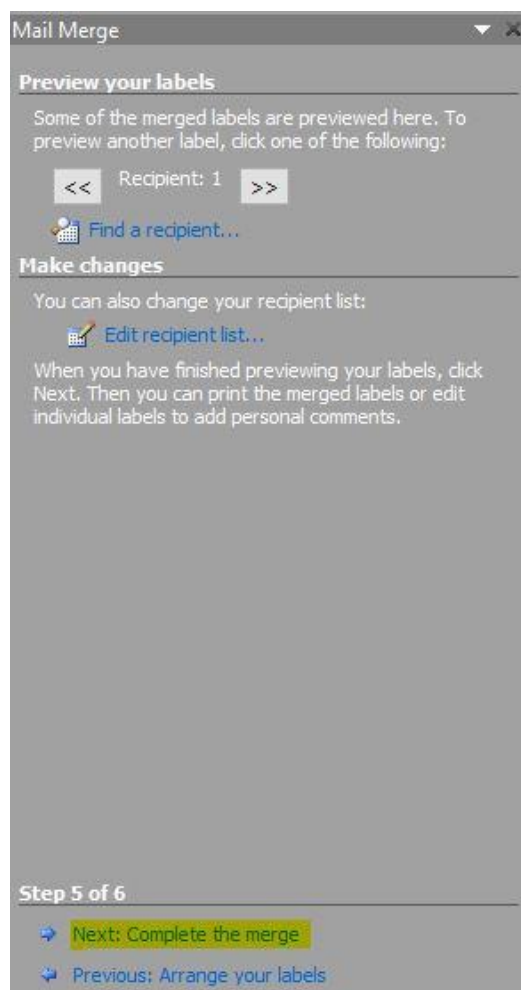 Mail Merge
Preview your labels
Some of the merged labels are previewed here. To
preview another label, click one of the following:
<< Recipient: 1 >>
Find a recipient...
Make changes
You can also change your recipient list:
Edit recipient list...
When you have finished previewing your labels, click
Next. Then you can print the merged labels or edit
individual labels to add personal comments.
Step 5 of 6
Next: Complete the merge
Previous: Arrange your labels